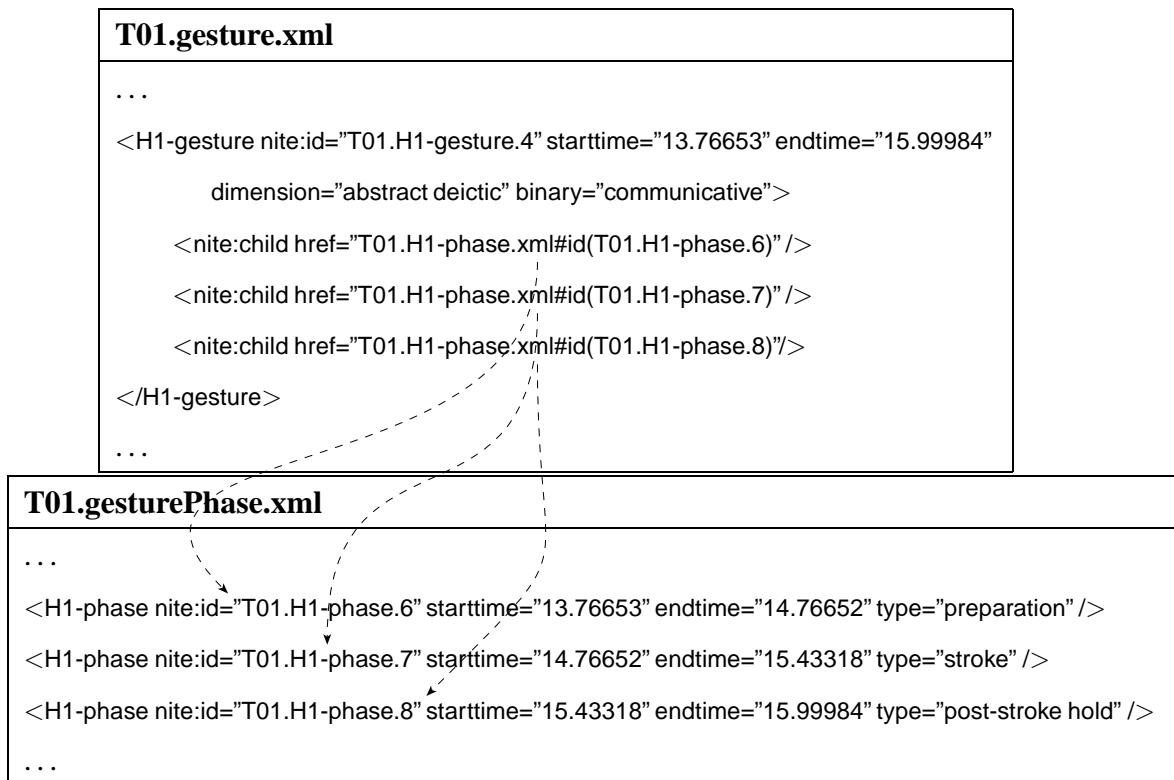 T01.gesture.xml
. . .
<H1-gesture nite:id=”T01.H1-gesture.4” starttime=”13.76653” endtime=”15.99984”
dimension=”abstract deictic” binary=”communicative”>
<nite:child href=”T01.H1-phase.xml#id(T01.H1-phase.6)” />
<nite:child href=”T01.H1-phase.xml#id(T01.H1-phase.7)” />
<nite:child href=”T01.H1-phase.xml#id(T01.H1-phase.8)”/>
</H1-gesture>
. . .
T01.gesturePhase.xml
. . .
<H1-phase nite:id=”T01.H1-phase.6” starttime=”13.76653” endtime=”14.76652” type=”preparation” />
<H1-phase nite:id=”T01.H1-phase.7” starttime=”14.76652” endtime=”15.43318” type=”stroke” />
<H1-phase nite:id=”T01.H1-phase.8” starttime=”15.43318” endtime=”15.99984” type=”post-stroke hold” />
. . .